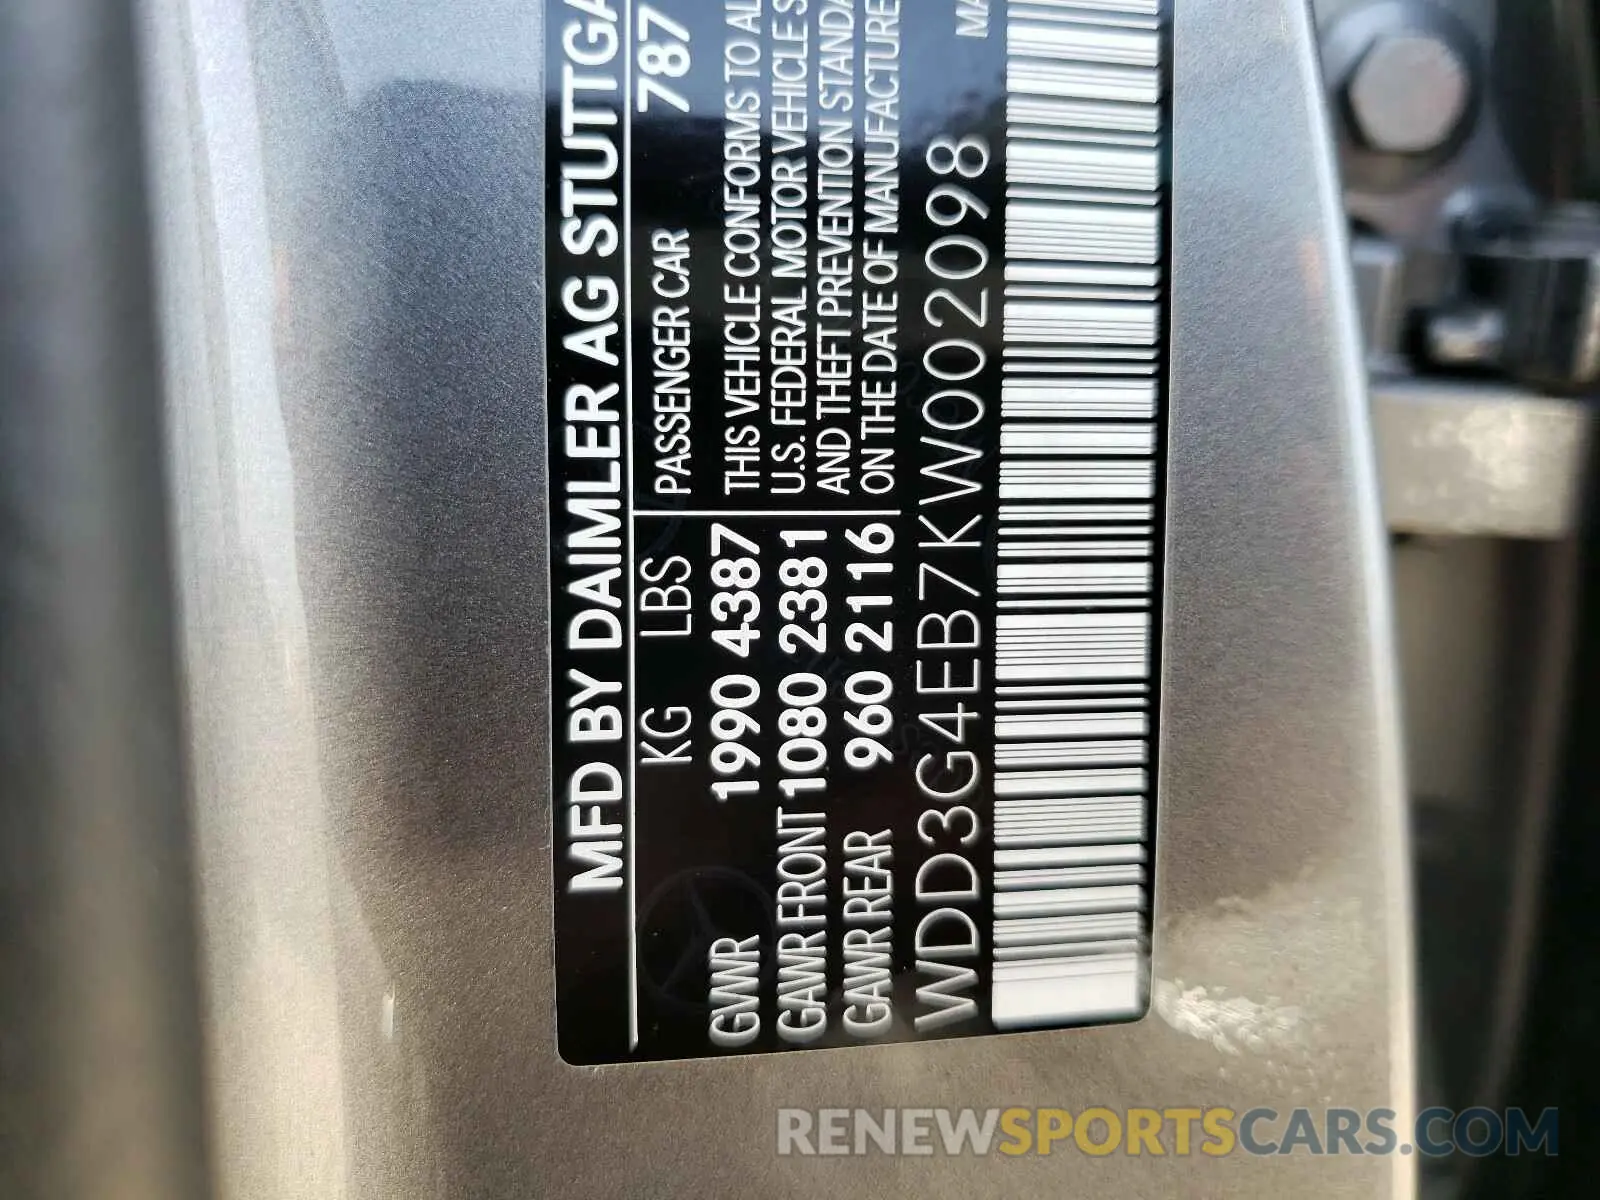 MFD BY DAIMLER AG STUTTGA
KG LBS
PASSENGER CAR 787
GVWR 1990 4387
GAWR FRONT 1080 2381
GAWR REAR 960 2116
THIS VEHICLE CONFORMS TO AL
U.S. FEDERAL MOTOR VEHICLE S
AND THEFT PREVENTION STANDA
ON THE DATE OF MANUFACTURE
WDD3G4EB7KW002098
MA
RENEWSPORTSCARS.COM